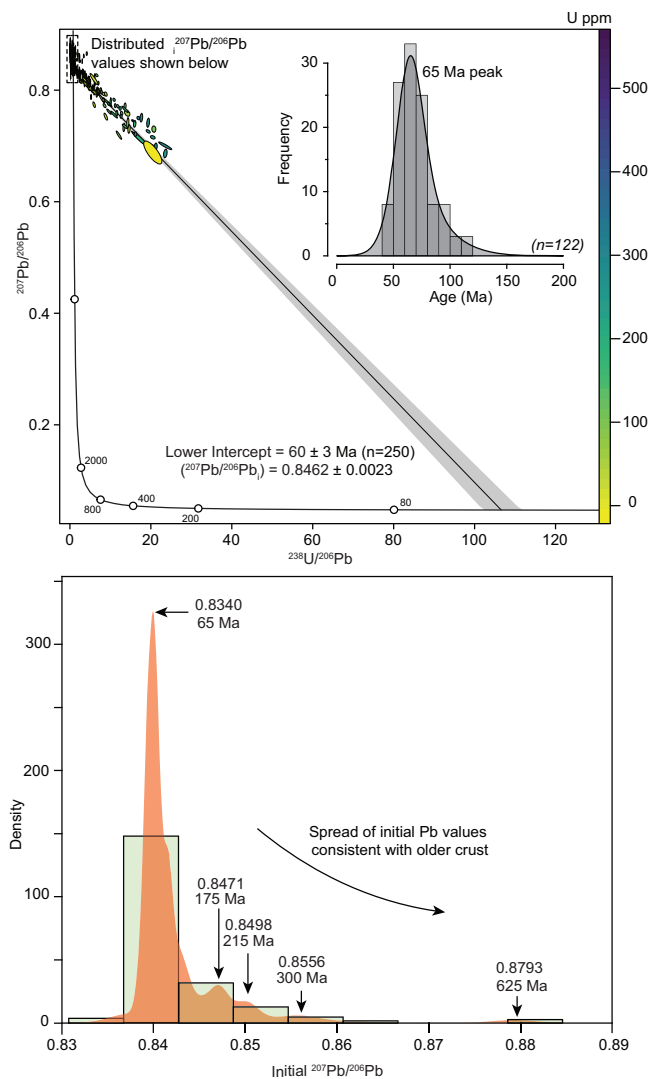 U ppm
Distributed ᵢ²⁰⁷Pb/²⁰⁶Pb
values shown below
65 Ma peak
30
20
10
0
Frequency
(n=122)
0 50 100 150 200
Age (Ma)
500
400
300
200
100
0
0.8
0.6
0.4
0.2
²⁰⁷Pb/²⁰⁶Pb
Lower Intercept = 60 ± 3 Ma (n=250)
(²⁰⁷Pb/²⁰⁶Pbᵢ) = 0.8462 ± 0.0023
2000
800
400
200
80
0 20 40 60 80 100 120
²³⁸U/²⁰⁶Pb
300
200
100
0
Density
0.8340
65 Ma
Spread of initial Pb values
consistent with older crust
0.8471
175 Ma
0.8498
215 Ma
0.8556
300 Ma
0.8793
625 Ma
0.83 0.84 0.85 0.86 0.87 0.88 0.89
Initial ²⁰⁷Pb/²⁰⁶Pb